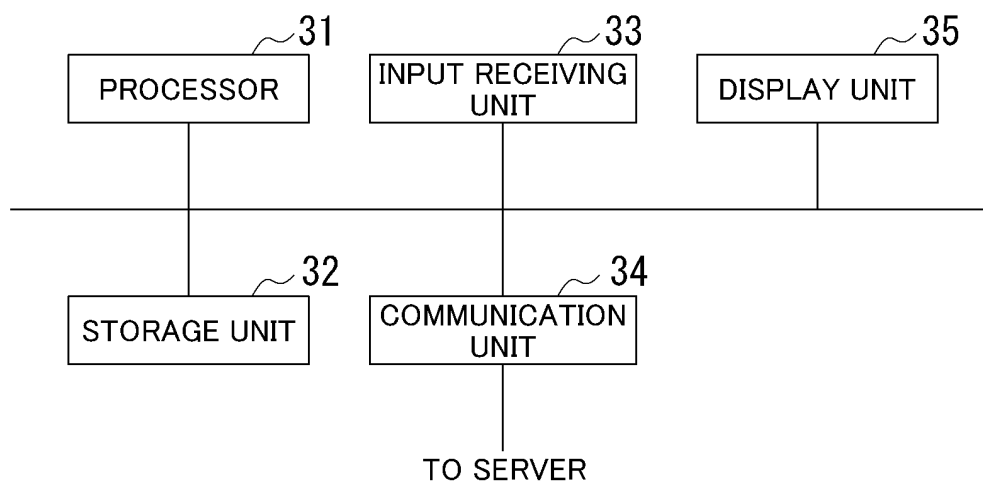 31
PROCESSOR
33
INPUT RECEIVING
UNIT
35
DISPLAY UNIT
32
STORAGE UNIT
34
COMMUNICATION
UNIT
TO SERVER